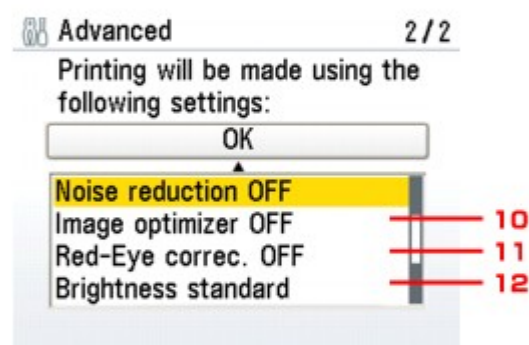 Advanced 2/2
Printing will be made using the
following settings:
OK
Noise reduction OFF
Image optimizer OFF 10
Red-Eye correc. OFF 11
Brightness standard 12